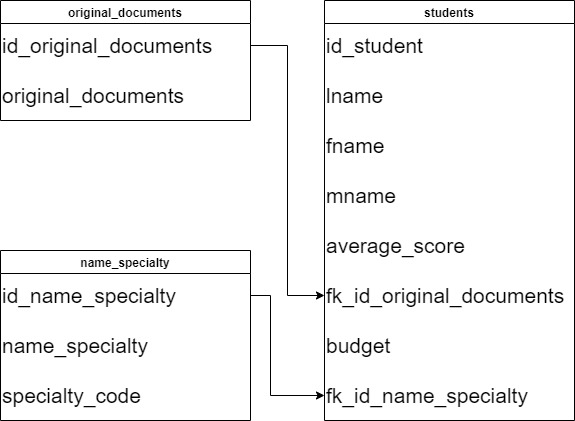 original_documents
id_original_documents
original_documents
name_specialty
id_name_specialty
name_specialty
specialty_code
students
id_student
lname
fname
mname
average_score
fk_id_original_documents
budget
fk_id_name_specialty